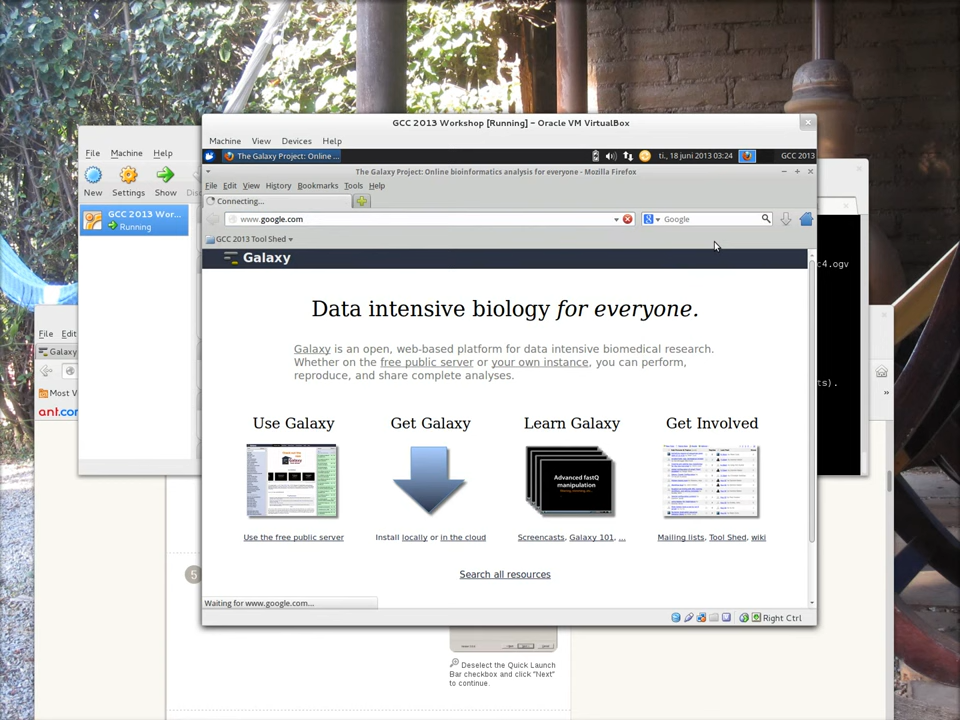 GCC 2013 Workshop [Running] – Oracle VM VirtualBox
Machine View Devices Help
The Galaxy Project: Online ...
ti., 18 juni 2013 03:24
GCC 2013
The Galaxy Project: Online bioinformatics analysis for everyone - Mozilla Firefox
File Edit View History Bookmarks Tools Help
Connecting...
www.google.com
Google
GCC 2013 Tool Shed
Galaxy
Data intensive biology for everyone.
Galaxy is an open, web-based platform for data intensive biomedical research.
Whether on the free public server or your own instance, you can perform,
reproduce, and share complete analyses.
Use Galaxy
Get Galaxy
Learn Galaxy
Get Involved
Advanced fastQ
manipulation
Use the free public server
Install locally or in the cloud
Screencasts, Galaxy 101, ...
Mailing lists, Tool Shed, wiki
Search all resources
Waiting for www.google.com...
Right Ctrl
File Machine Help
New Settings Show
GCC 2013 Wor...
Running
File Edit
Galaxy
Most V
ant.com
c4.ogv
ts).
»
5
Deselect the Quick Launch
Bar checkbox and click "Next"
to continue.